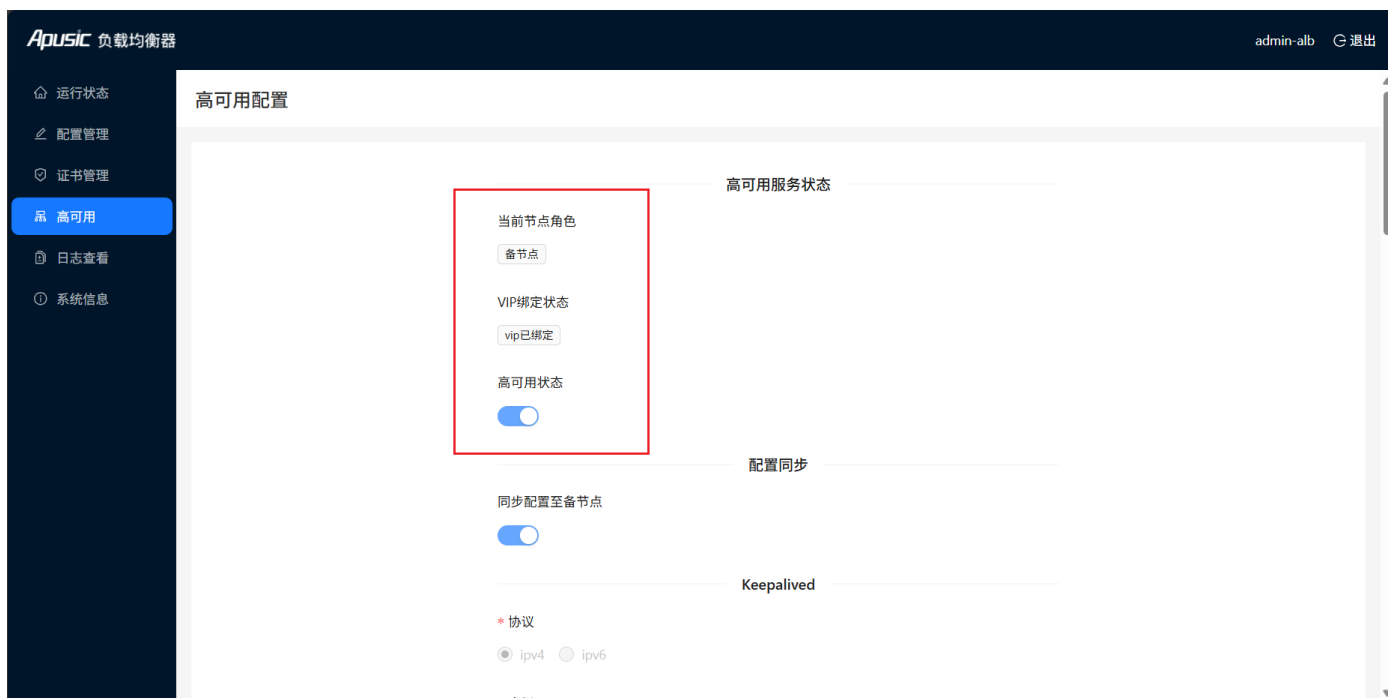 Apusic 负载均衡器
admin-alb 退出
运行状态
配置管理
证书管理
高可用
日志查看
系统信息
高可用配置
高可用服务状态
当前节点角色
备节点
VIP绑定状态
vip已绑定
高可用状态
配置同步
同步配置至备节点
Keepalived
* 协议
ipv4 ipv6